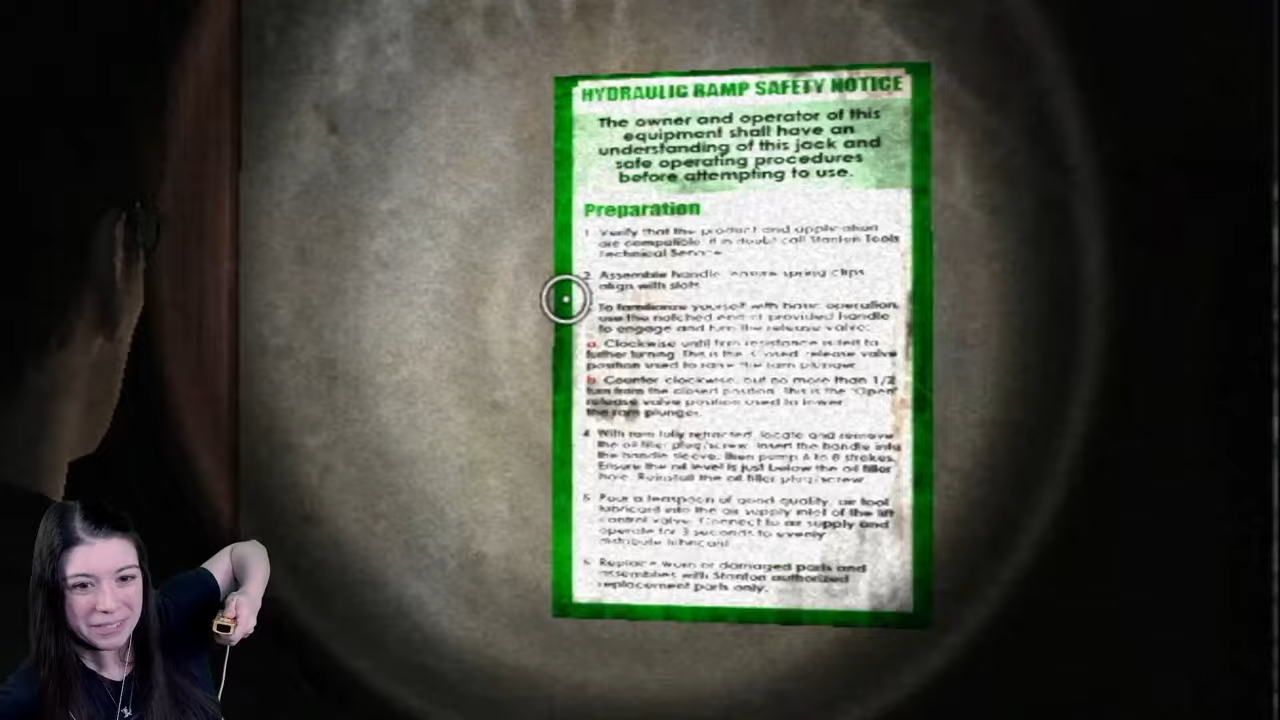 HYDRAULIC RAMP SAFETY NOTICE
The owner and operator of this
equipment shall have an
understanding of this jack and
safe operating procedures
before attempting to use.
Preparation
1 Verify that the product and application
are compatible. If in doubt call Stanton Tools
Technical Service
2. Assemble handle, ensure spring clips
align with slots
To familiarize yourself with basic operation,
use the notched end of provided handle
to engage and turn the release valve:
a. Clockwise until firm resistance is felt to
further turning. This is the Closed release valve
position used to raise the ram plunger
b. Counter clockwise, but no more than 1/2
turn from the closed position. This is the "Open"
release valve position used to lower
the ram plunger.
4 With ram fully retracted, locate and remove
the oil filler plug/screw. Insert the handle into
the handle sleeve, then pump 6 to 8 strokes.
Ensure the oil level is just below the oil filler
hole. Reinstall the oil filler plug/screw
5 Pour a teaspoon of good quality, air tool
lubricant into the air supply inlet of the lift
control valve. Connect to air supply and
operate for 3 seconds to evenly
distribute lubricant
6 Replace worn or damaged parts and
assemblies with Stanton authorized
replacement parts only.